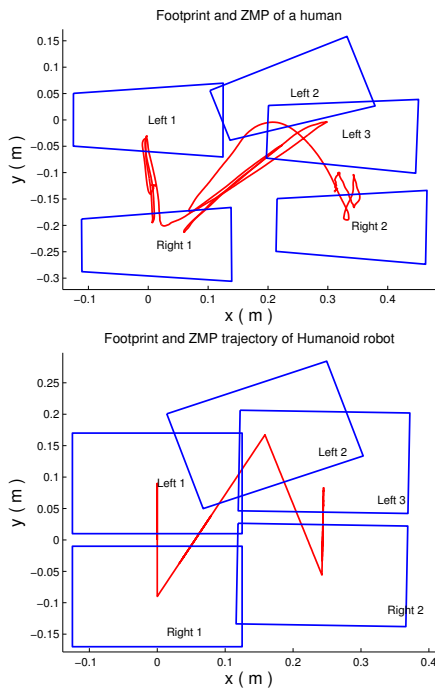 Footprint and ZMP of a human
0.15
0.1
0.05
0
−0.05
−0.1
−0.15
−0.2
−0.25
−0.3
y ( m )
Left 1
Left 2
Left 3
Right 1
Right 2
−0.1
0
0.1
0.2
0.3
0.4
x ( m )
Footprint and ZMP trajectory of Humanoid robot
0.25
0.2
0.15
0.1
0.05
0
−0.05
−0.1
−0.15
y ( m )
Left 2
Left 1
Left 3
Right 2
Right 1
−0.1
0
0.1
0.2
0.3
0.4
x ( m )